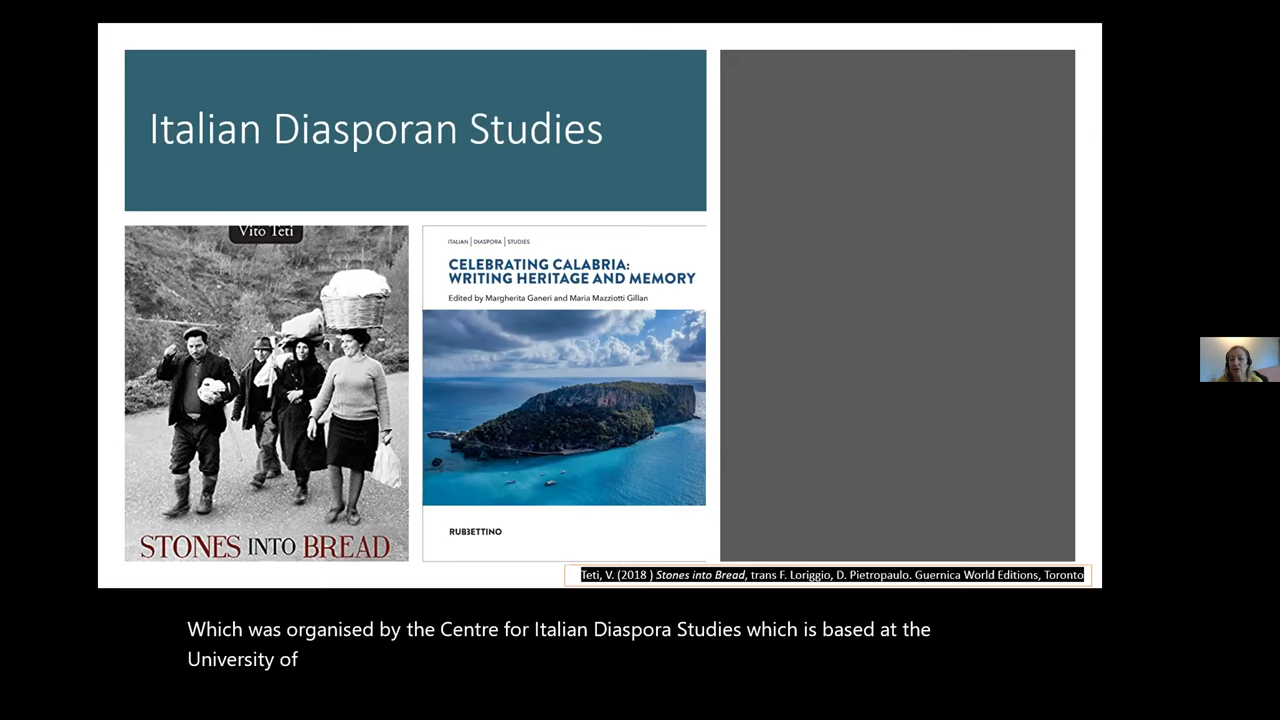 Italian Diasporan Studies
Vito Teti
STONES INTO BREAD
ITALIAN | DIASPORA | STUDIES
CELEBRATING CALABRIA:
WRITING HERITAGE AND MEMORY
Edited by Margherita Ganeri and Maria Mazziotti Gillan
RUBBETTINO
Teti, V. (2018 ) Stones into Bread, trans F. Loriggio, D. Pietropaulo. Guernica World Editions, Toronto
Which was organised by the Centre for Italian Diaspora Studies which is based at the
University of